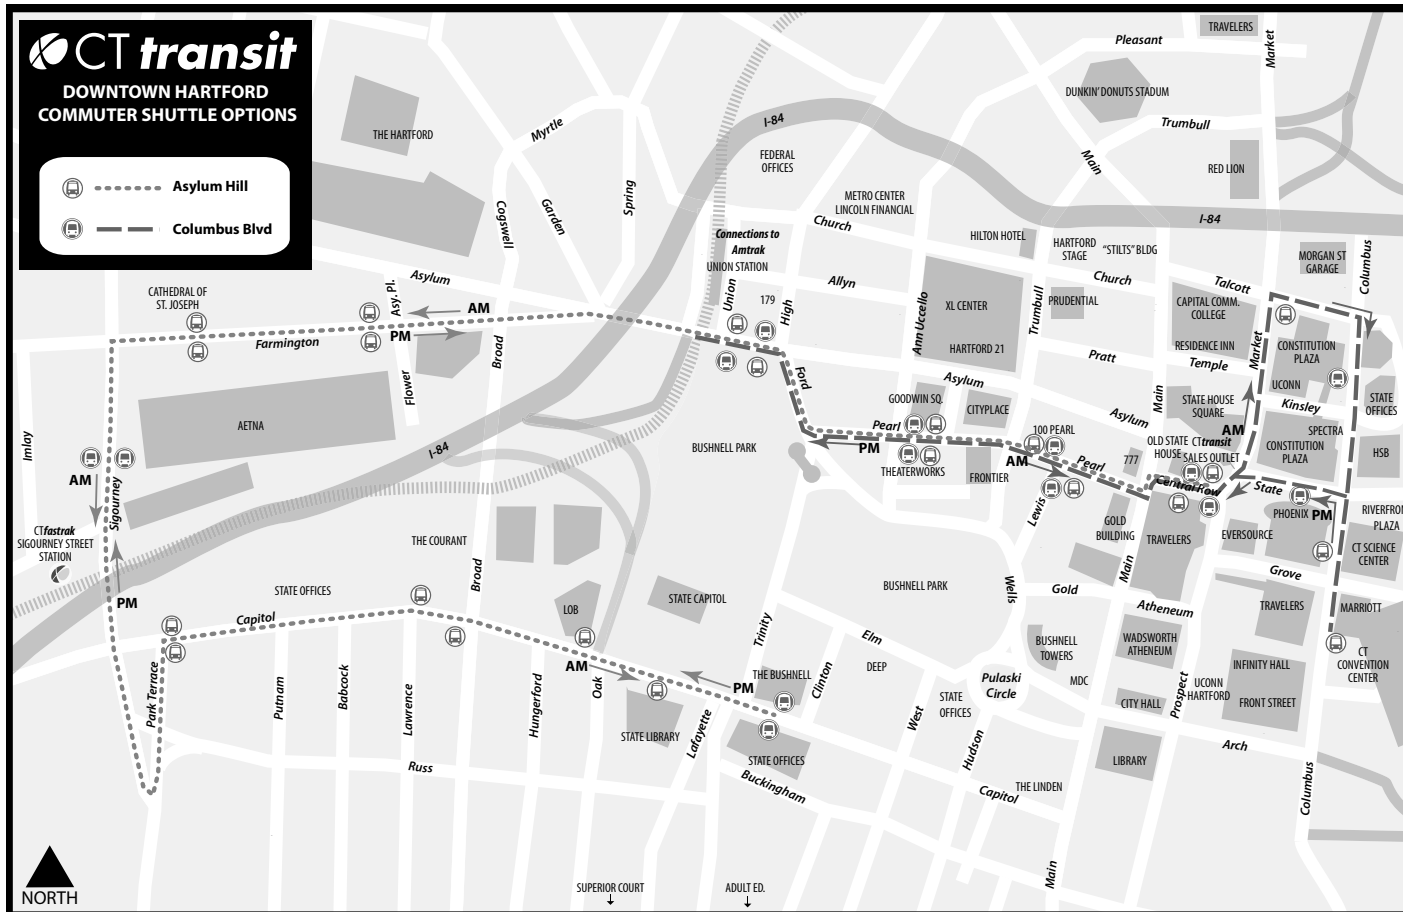 CT transit
DOWNTOWN HARTFORD
COMMUTER SHUTTLE OPTIONS
Asylum Hill
Columbus Blvd
TRAVELERS
Pleasant
Market
DUNKIN' DONUTS STADUM
Trumbull
Main
RED LION
THE HARTFORD
Myrtle
I-84
FEDERAL
OFFICES
Spring
Garden
Cogswell
METRO CENTER
LINCOLN FINANCIAL
Church
I-84
HILTON HOTEL
HARTFORD
STAGE
"STILTS" BLDG
Connections to
Amtrak
UNION STATION
MORGAN ST
GARAGE
Columbus
Asylum
Asy. Pl.
Allyn
Church
Talcott
CATHEDRAL OF
ST. JOSEPH
AM
Union
179
High
Ann Uccello
XL CENTER
Trumbull
PRUDENTIAL
CAPITAL COMM.
COLLEGE
PM
Farmington
Broad
HARTFORD 21
Pratt
RESIDENCE INN
Temple
Market
CONSTITUTION
PLAZA
Flower
Ford
Asylum
UCONN
Main
GOODWIN SQ.
CITYPLACE
Asylum
STATE HOUSE
SQUARE
Kinsley
STATE
OFFICES
AETNA
Imlay
Pearl
100 PEARL
AM
SPECTRA
I-84
BUSHNELL PARK
PM
OLD STATE
HOUSE
CTtransit
SALES OUTLET
CONSTITUTION
PLAZA
HSB
THEATERWORKS
AM
Pearl
777
AM
FRONTIER
Central Row
State
Sigourney
Lewis
PHOENIX
PM
RIVERFRON
PLAZA
CTfastrak
SIGOURNEY STREET
STATION
THE COURANT
GOLD
BUILDING
TRAVELERS
EVERSOURCE
CT SCIENCE
CENTER
Main
Grove
Broad
BUSHNELL PARK
Wells
Gold
STATE OFFICES
STATE CAPITOL
PM
Atheneum
TRAVELERS
MARRIOTT
LOB
Capitol
Trinity
Elm
BUSHNELL
TOWERS
WADSWORTH
ATHENEUM
CT
CONVENTION
CENTER
AM
DEEP
INFINITY HALL
THE BUSHNELL
Clinton
Pulaski
Circle
MDC
PM
Park Terrace
Putnam
Babcock
Lawrence
Hungerford
Oak
STATE
OFFICES
Prospect
UCONN
HARTFORD
CITY HALL
FRONT STREET
West
STATE LIBRARY
Lafayette
Hudson
Arch
STATE OFFICES
LIBRARY
Russ
Buckingham
Capitol
THE LINDEN
Columbus
Main
NORTH
SUPERIOR COURT
ADULT ED.